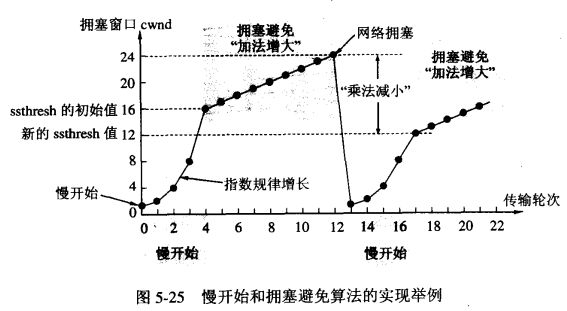 拥塞窗口 cwnd
拥塞避免
“加法增大”
网络拥塞
拥塞避免
“加法增大”
24
20
ssthresh 的初始值 16
“乘法减小”
新的 ssthresh 值 12
8
指数规律增长
4
慢开始
0
0 2 4 6 8 10 12 14 16 18 20 22
传输轮次
慢开始
慢开始
图 5-25 慢开始和拥塞避免算法的实现举例